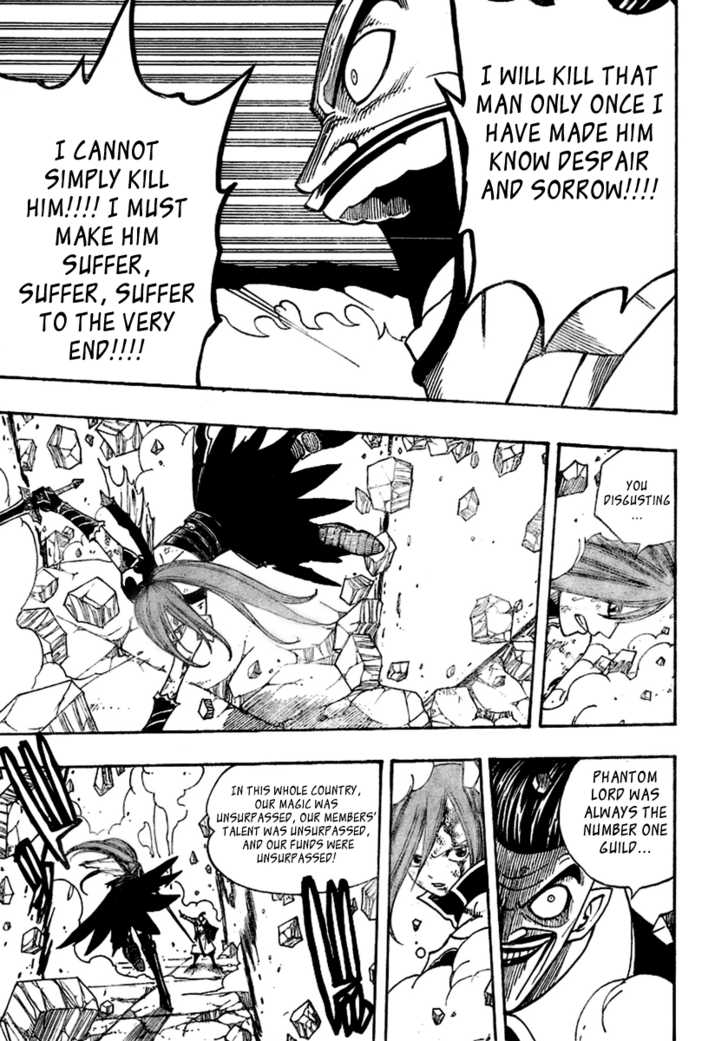 I WILL KILL THAT
MAN ONLY ONCE I
HAVE MADE HIM
KNOW DESPAIR
AND SORROW!!!!
I CANNOT
SIMPLY KILL
HIM!!!! I MUST
MAKE HIM
SUFFER,
SUFFER, SUFFER
TO THE VERY
END!!!!
YOU
DISGUSTING
...
PHANTOM
LORD WAS
ALWAYS THE
NUMBER ONE
GUILD...
IN THIS WHOLE COUNTRY,
OUR MAGIC WAS
UNSURPASSED, OUR MEMBERS'
TALENT WAS UNSURPASSED,
AND OUR FUNDS WERE
UNSURPASSED!